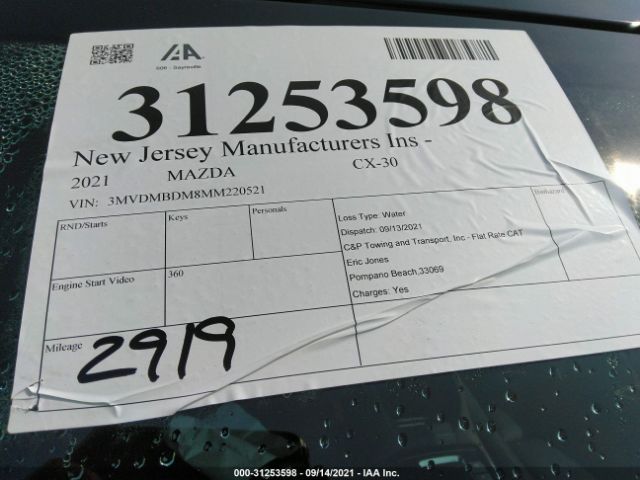 IAA
506 - Sayreville
31253598
New Jersey Manufacturers Ins -
2021 MAZDA CX-30
VIN: 3MVDMBDM8MM220521
RND/Starts Keys Personals
Loss Type: Water
Dispatch: 09/13/2021
C&P Towing and Transport, Inc - Flat Rate CAT
Eric Jones
Pompano Beach,33069
Charges: Yes
Biohazard
Engine Start Video 360
Mileage 2919
000-31253598 - 09/14/2021 - IAA Inc.